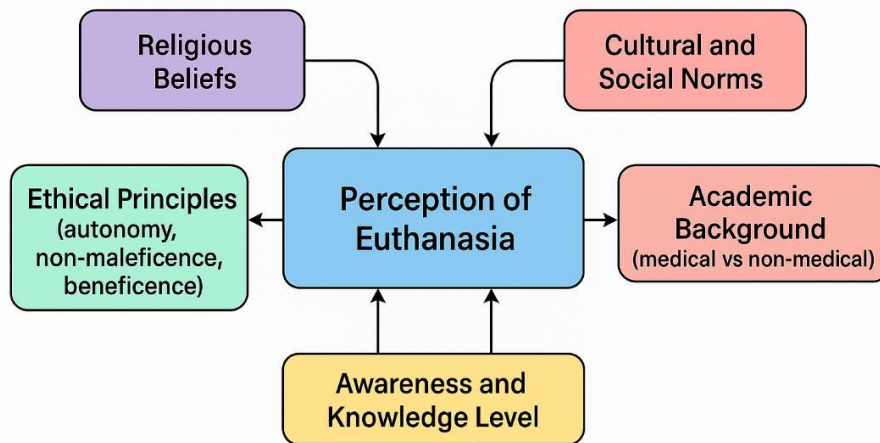 Religious
Beliefs
Cultural and
Social Norms
Ethical Principles
(autonomy,
non-maleficence,
beneficence)
Perception of
Euthanasia
Academic
Background
(medical vs non-medical)
Awareness and
Knowledge Level